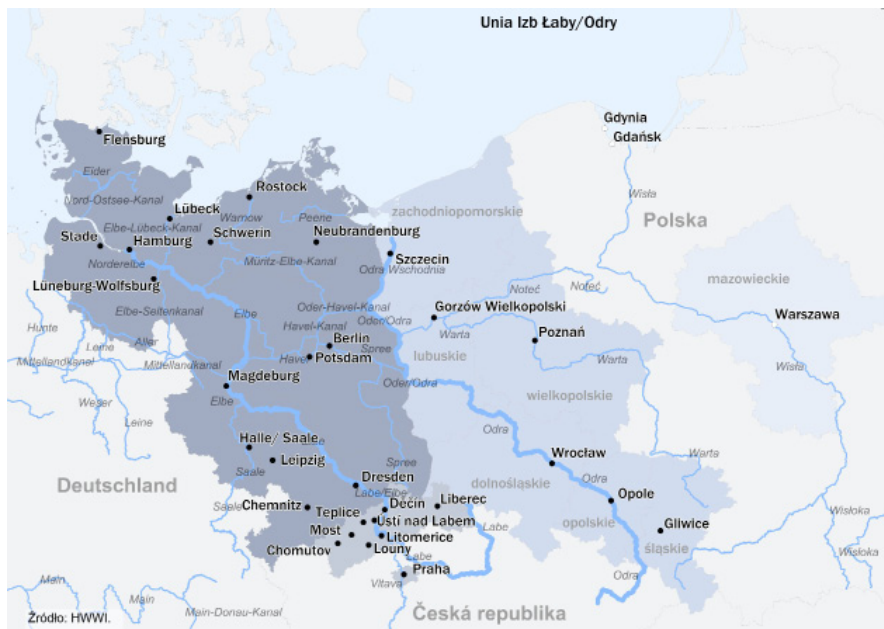 Unia Izb Łaby/Odry
Gdynia
Gdańsk
Flensburg
Eider
Wisła
Rostock
Nord-Ostsee-Kanal
Lübeck
Warnow
Peene
zachodniopomorskie
Polska
Elbe-Lübeck-Kanal
Stade
Hamburg
Schwerin
Neubrandenburg
Norderelbe
Müritz-Elbe-Kanal
Szczecin
Odra Wschodnia
mazowieckie
Lüneburg-Wolfsburg
Noteć
Noteć
Elbe-Seitenkanal
Oder-Havel-Kanal
Gorzów Wielkopolski
Elbe
Warszawa
Hunte
Havel-Kanal
Oder/Odra
Warta
Poznań
Leine
Aller
Berlin
Spree
Mittellandkanal
Mittellandkanal
Havel
Potsdam
lubuskie
Warta
Wisła
Magdeburg
Oder/Odra
Weser
Elbe
wielkopolskie
Leine
Odra
Halle/ Saale
Leipzig
Saale
Wrocław
Warta
Spree
Deutschland
Dresden
dolnośląskie
Odra
Labe/Elbe
Liberec
Opole
Saale
Chemnitz
Děčín
Teplice
Ústí nad Labem
Labe
opolskie
Gliwice
Wisłoka
Most
Litomerice
śląskie
Chomutov
Louny
Labe
Wisłoka
Praha
Odra
Main
Vltava
Main
Main-Donau-Kanal
Česká republika
Źródło: HWWI.